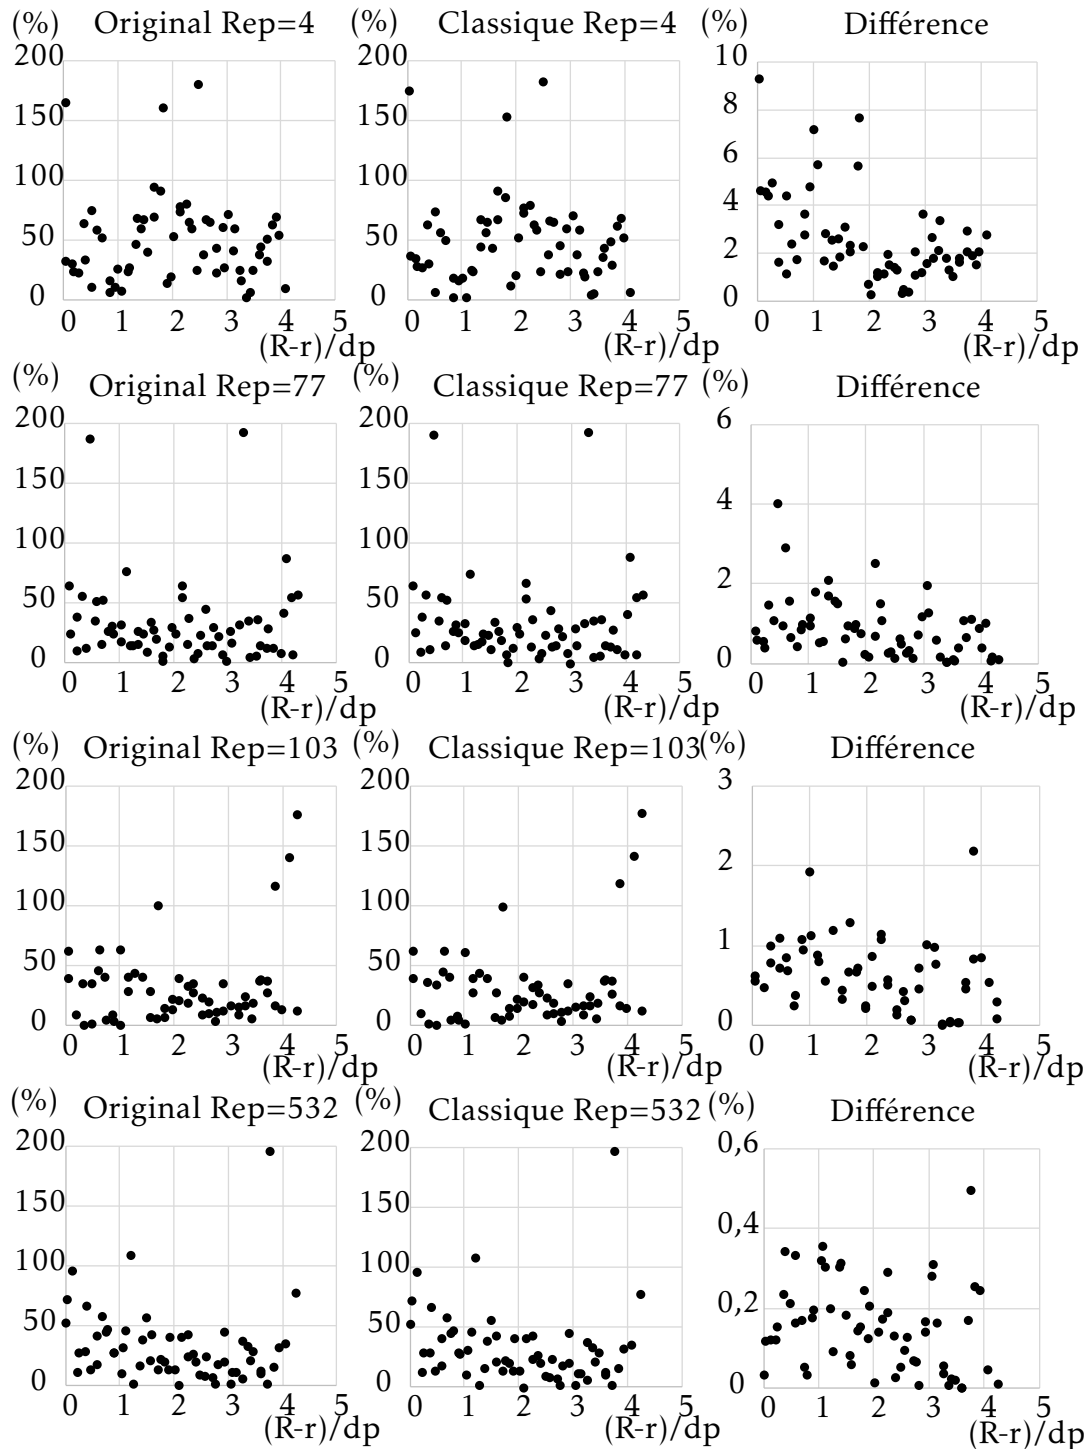 (%) Original Rep=4 (%) Classique Rep=4 (%) Différence
200 200 10
150 150 8
100 100 6
50 50 4
0 0 2
0
0 1 2 3 4 5 0 1 2 3 4 5 0 1 2 3 4 5
(R-r)/dp (R-r)/dp (R-r)/dp
(%) Original Rep=77 (%) Classique Rep=77 (%) Différence
200 200 6
150 150 4
100 100 2
50 50 0
0 0
0 1 2 3 4 5 0 1 2 3 4 5 0 1 2 3 4 5
(R-r)/dp (R-r)/dp (R-r)/dp
(%) Original Rep=103 (%) Classique Rep=103 (%) Différence
200 200 3
150 150 2
100 100 1
50 50 0
0 0
0 1 2 3 4 5 0 1 2 3 4 5 0 1 2 3 4 5
(R-r)/dp (R-r)/dp (R-r)/dp
(%) Original Rep=532 (%) Classique Rep=532 (%) Différence
200 200 0,6
150 150 0,4
100 100 0,2
50 50 0
0 0
0 1 2 3 4 5 0 1 2 3 4 5 0 1 2 3 4 5
(R-r)/dp (R-r)/dp (R-r)/dp